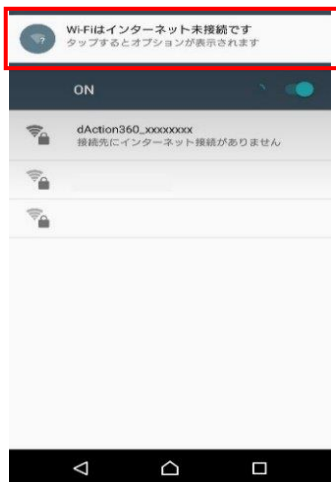 Wi-Fiはインターネット未接続です
タップするとオプションが表示されます
ON
dAction360_xxxxxxxx
接続先にインターネット接続がありません